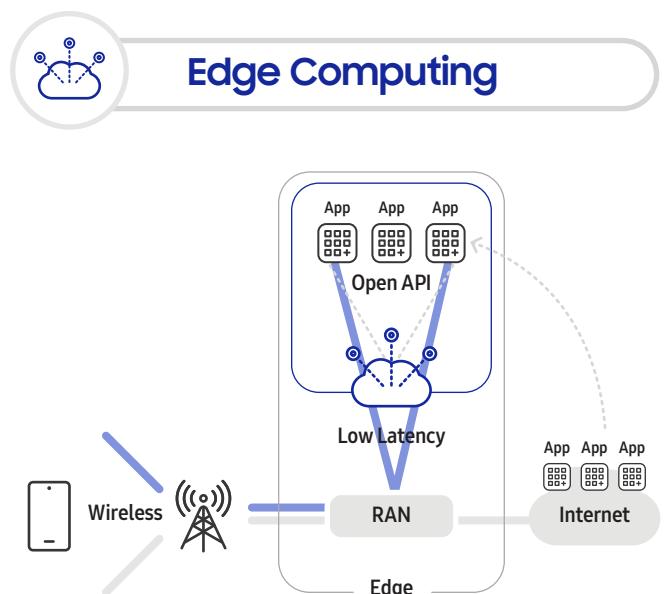 Edge Computing
App App App
Open API
Low Latency
App App App
Wireless
RAN
Internet
Edge